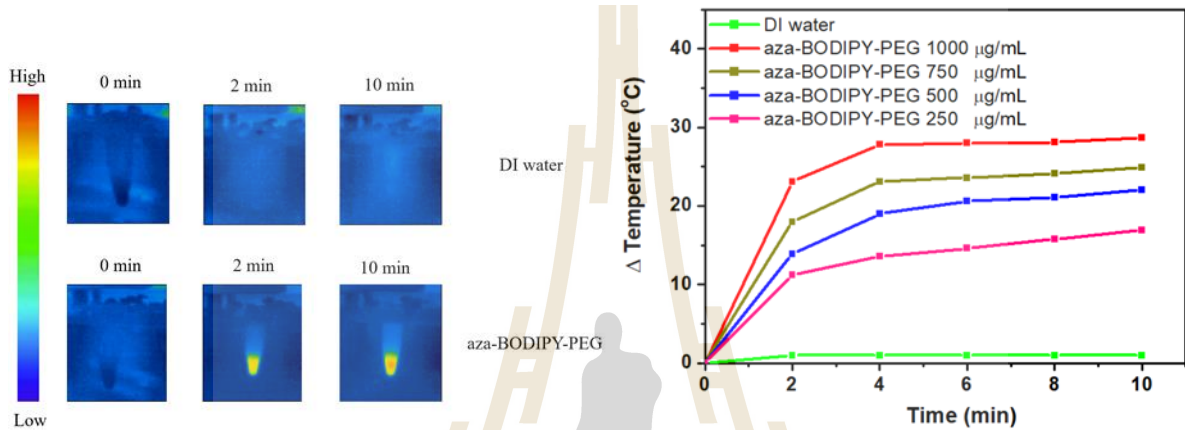 High
Low
0 min
2 min
10 min
DI water
0 min
2 min
10 min
aza-BODIPY-PEG
DI water
aza-BODIPY-PEG 1000 μg/mL
aza-BODIPY-PEG 750 μg/mL
aza-BODIPY-PEG 500 μg/mL
aza-BODIPY-PEG 250 μg/mL
Δ Temperature (°C)
40
30
20
10
0
0 2 4 6 8 10
Time (min)